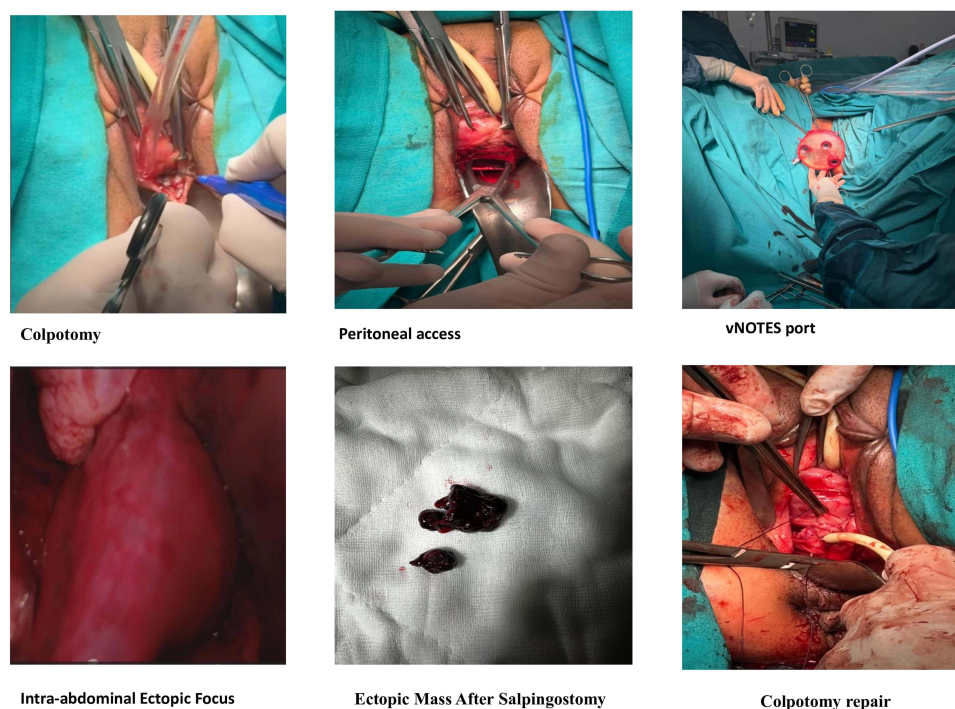 Colpotomy
Peritoneal access
vNOTES port
Intra-abdominal Ectopic Focus
Ectopic Mass After Salpingostomy
Colpotomy repair